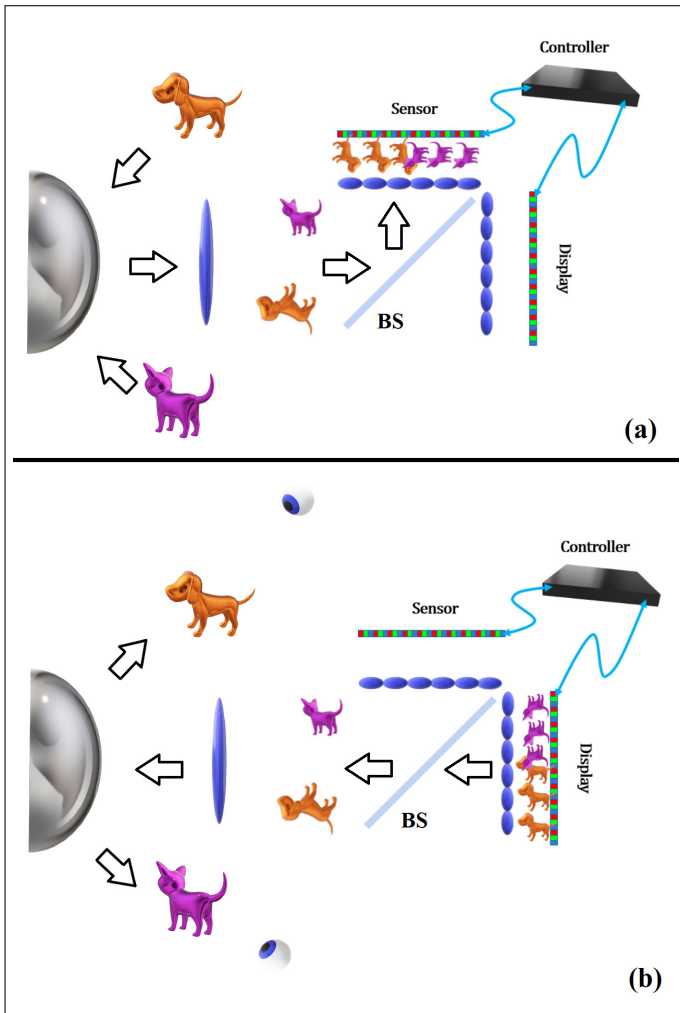 Controller
Sensor
Display
BS
(a)
Controller
Sensor
Display
BS
(b)